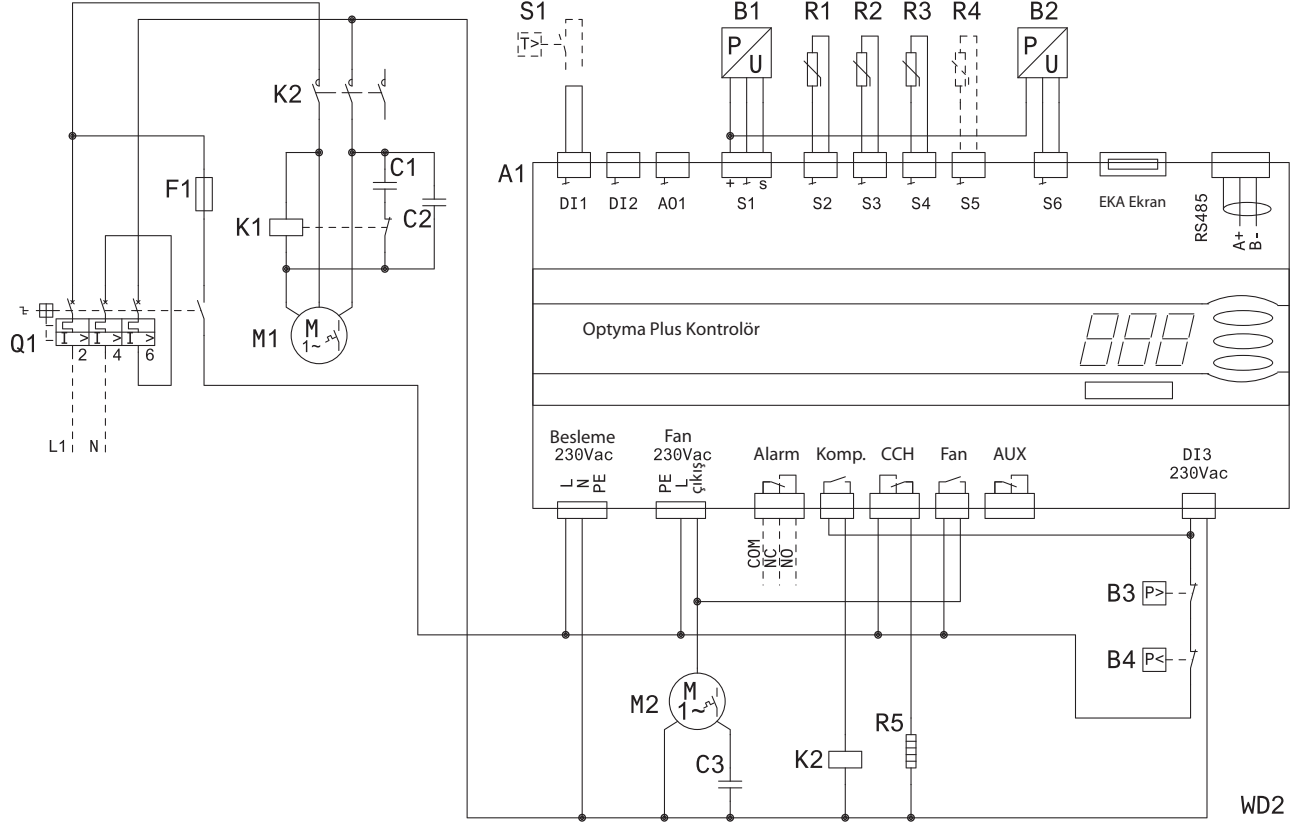 S1
B1
R1
R2
R3
R4
B2
T>
P
U
P
U
K2
C1
A1
F1
K1
C2
+
s
DI1
DI2
AO1
S1
S2
S3
S4
S5
S6
EKA Ekran
RS485
A+
B-
Q1
I >
I >
I >
2
4
6
M1
M
1~
Optyma Plus Kontrolör
L1
N
Besleme
230Vac
L
N
PE
Fan
230Vac
PE
L
çıkış
Alarm
Komp.
CCH
Fan
AUX
DI3
230Vac
COM
NC
NO
B3
P>
B4
P<
M2
M
1~
R5
C3
K2
WD2